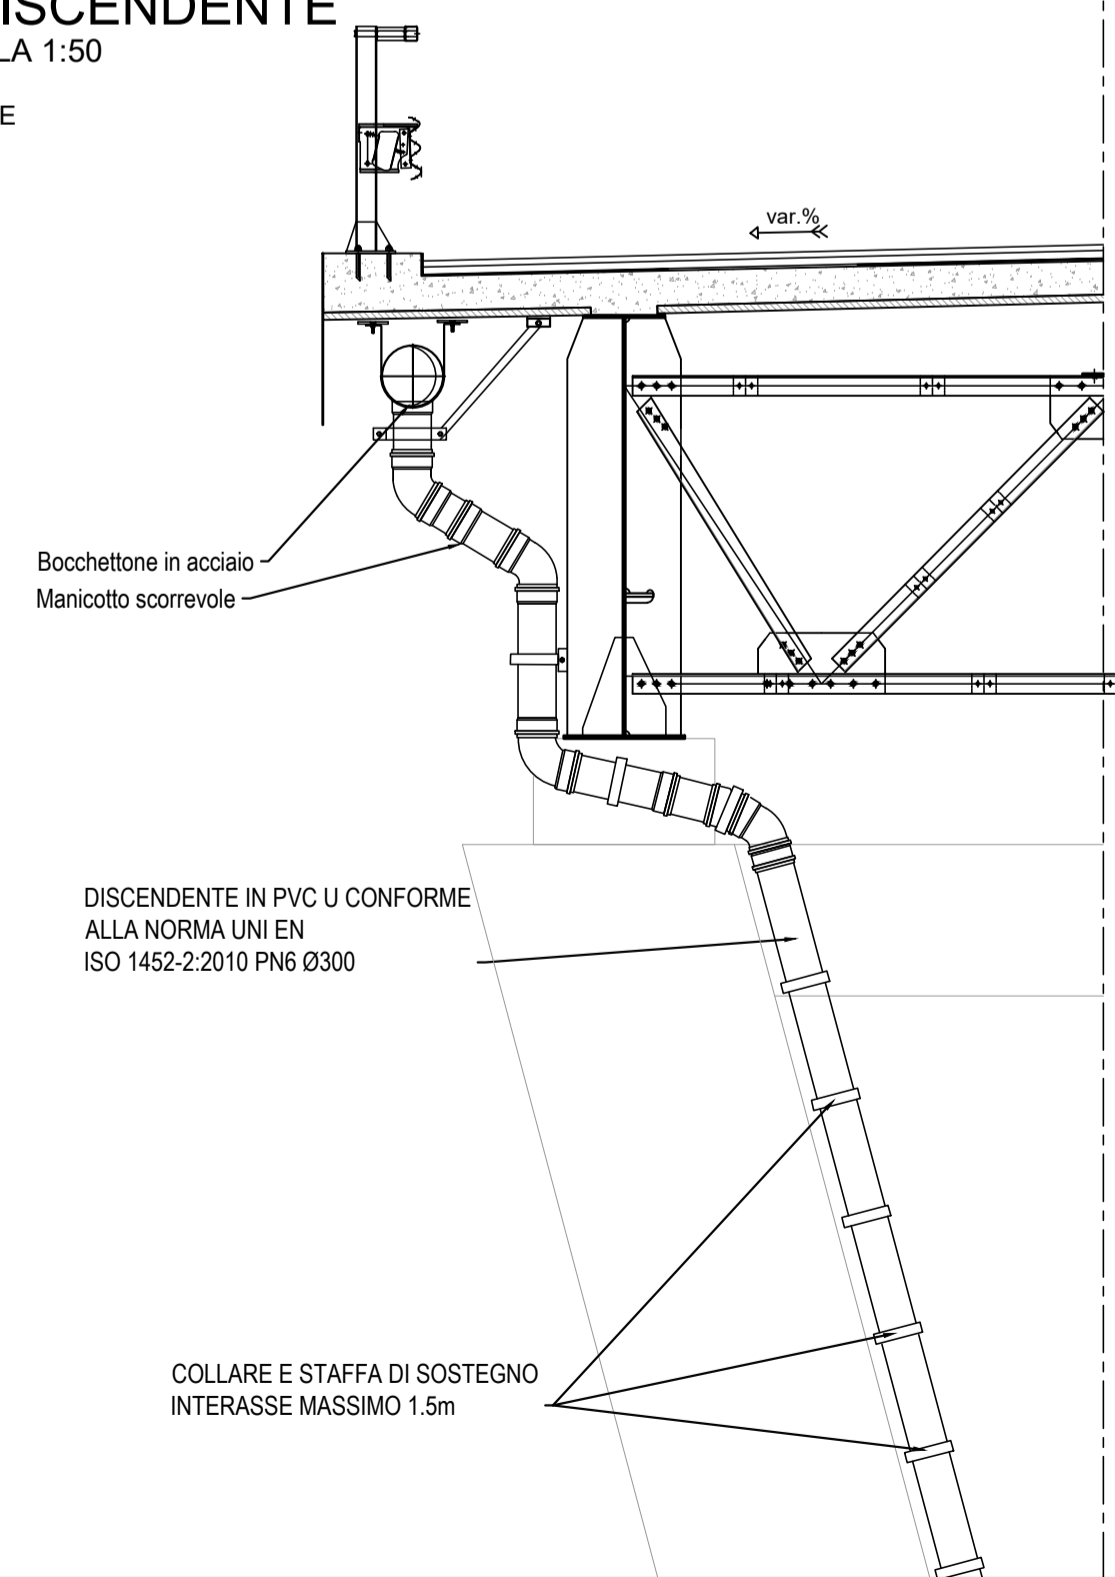 ISCENDENTE
LA 1:50
E
var.%
Bocchettone in acciaio
Manicotto scorrevole
DISCENDENTE IN PVC U CONFORME
ALLA NORMA UNI EN
ISO 1452-2:2010 PN6 Ø300
COLLARE E STAFFA DI SOSTEGNO
INTERASSE MASSIMO 1.5m